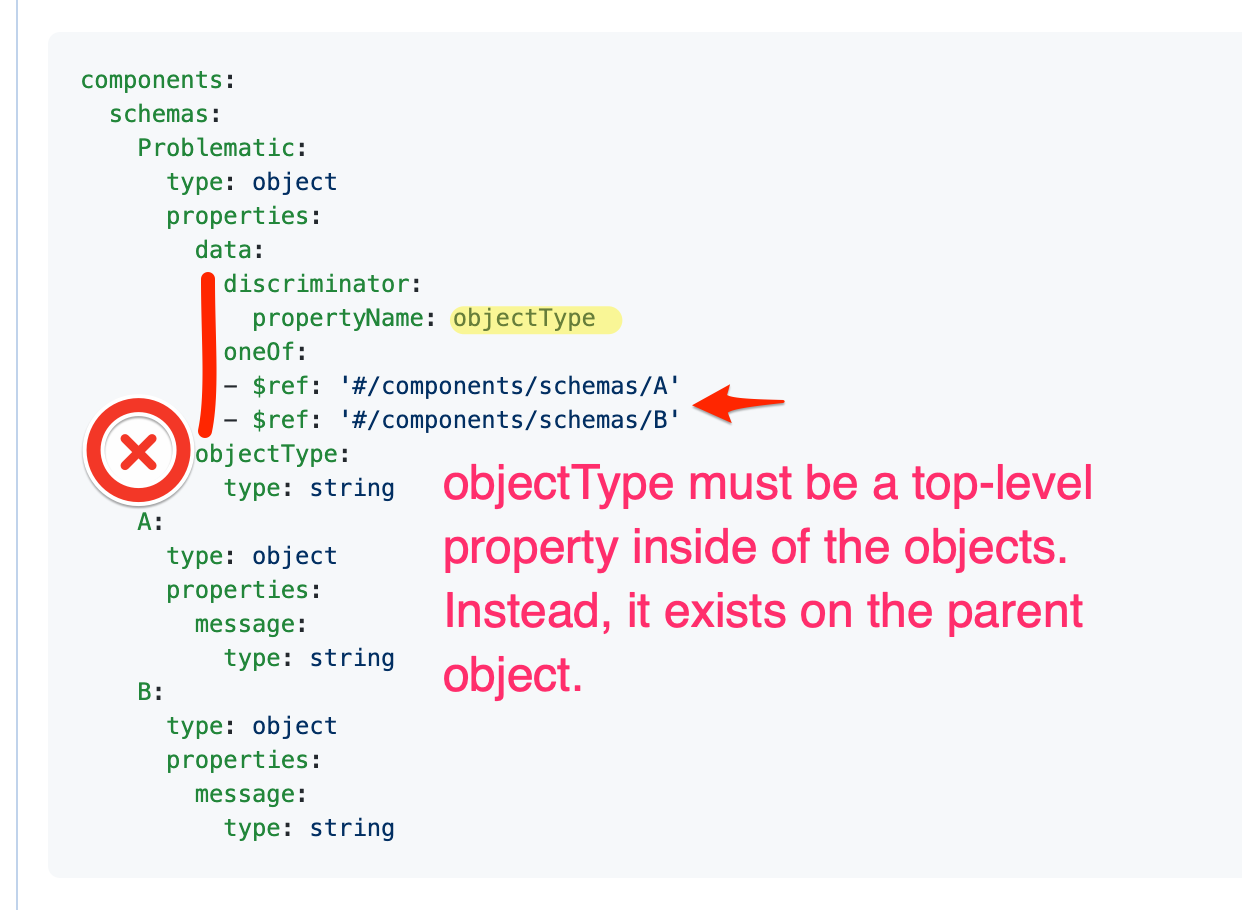 components:
  schemas:
    Problematic:
      type: object
      properties:
        data:
          discriminator:
            propertyName: objectType
          oneOf:
          - $ref: '#/components/schemas/A'
          - $ref: '#/components/schemas/B'
        objectType:
          type: string
    A:
      type: object
      properties:
        message:
          type: string
    B:
      type: object
      properties:
        message:
          type: string
objectType must be a top-level
property inside of the objects.
Instead, it exists on the parent
object.